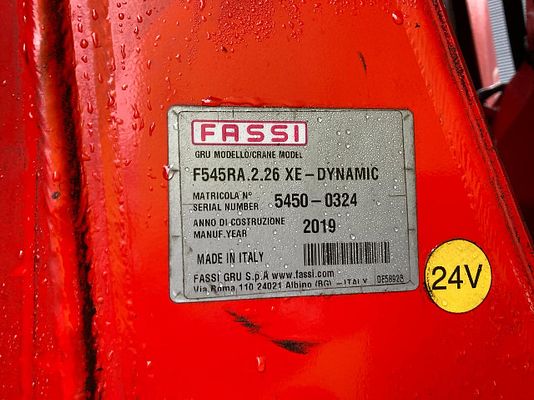 FASSI
GRU MODELLO/CRANE MODEL
F545RA.2.26 XE-DYNAMIC
MATRICOLA N°
SERIAL NUMBER 5450-0324
ANNO DI COSTRUZIONE
MANUF.YEAR 2019
MADE IN ITALY
FASSI GRU S.p.A www.fassi.com
Via Roma 110 24021 Albino (BG) -ITALY DE5892B
24V